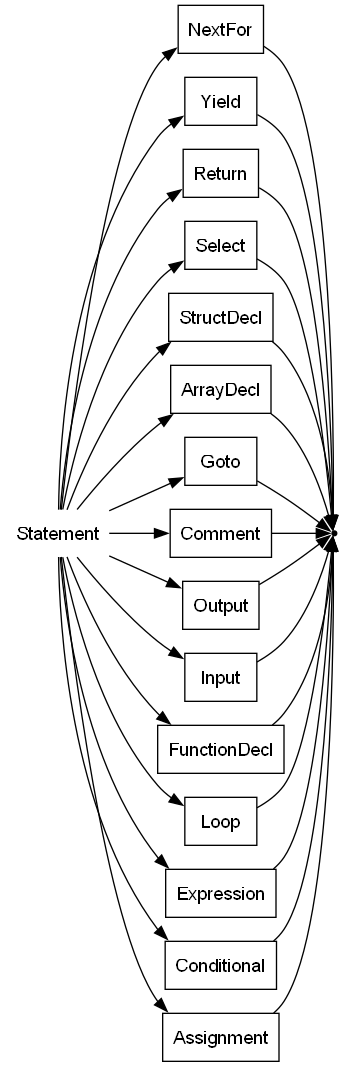 NextFor
Yield
Return
Select
StructDecl
ArrayDecl
Goto
Statement
Comment
Output
Input
FunctionDecl
Loop
Expression
Conditional
Assignment